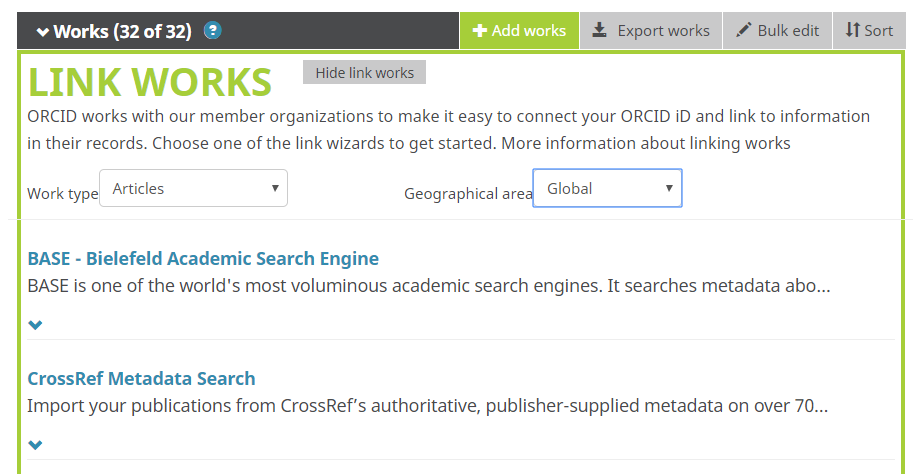 Works (32 of 32) ? Add works Export works Bulk edit Sort
LINK WORKS Hide link works
ORCID works with our member organizations to make it easy to connect your ORCID iD and link to information
in their records. Choose one of the link wizards to get started. More information about linking works
Work type Articles Geographical area Global
BASE - Bielefeld Academic Search Engine
BASE is one of the world's most voluminous academic search engines. It searches metadata abo...
CrossRef Metadata Search
Import your publications from CrossRef’s authoritative, publisher-supplied metadata on over 70...